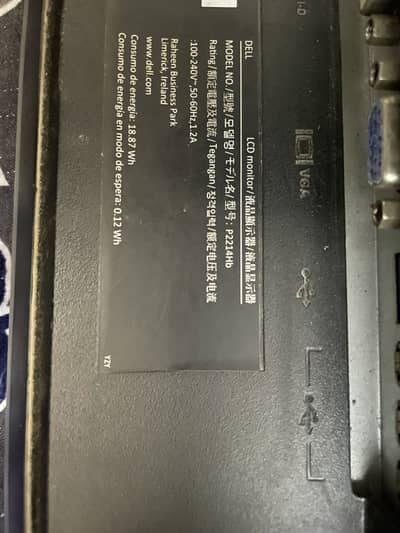 DELL
LCD monitor/液晶顯示器/液晶显示器
MODEL NO./型號/모델명/モデル名/型号: P2214Hb
Rating/額定電壓及電流/Tegangan/정격입력/额定电压及电流
:100-240V~,50-60Hz,1.2A
Raheen Business Park
Limerick, Ireland
www.dell.com
Consumo de energía: 18.87 Wh
Consumo de energía en modo de espera: 0.12 Wh
YZY
VGA